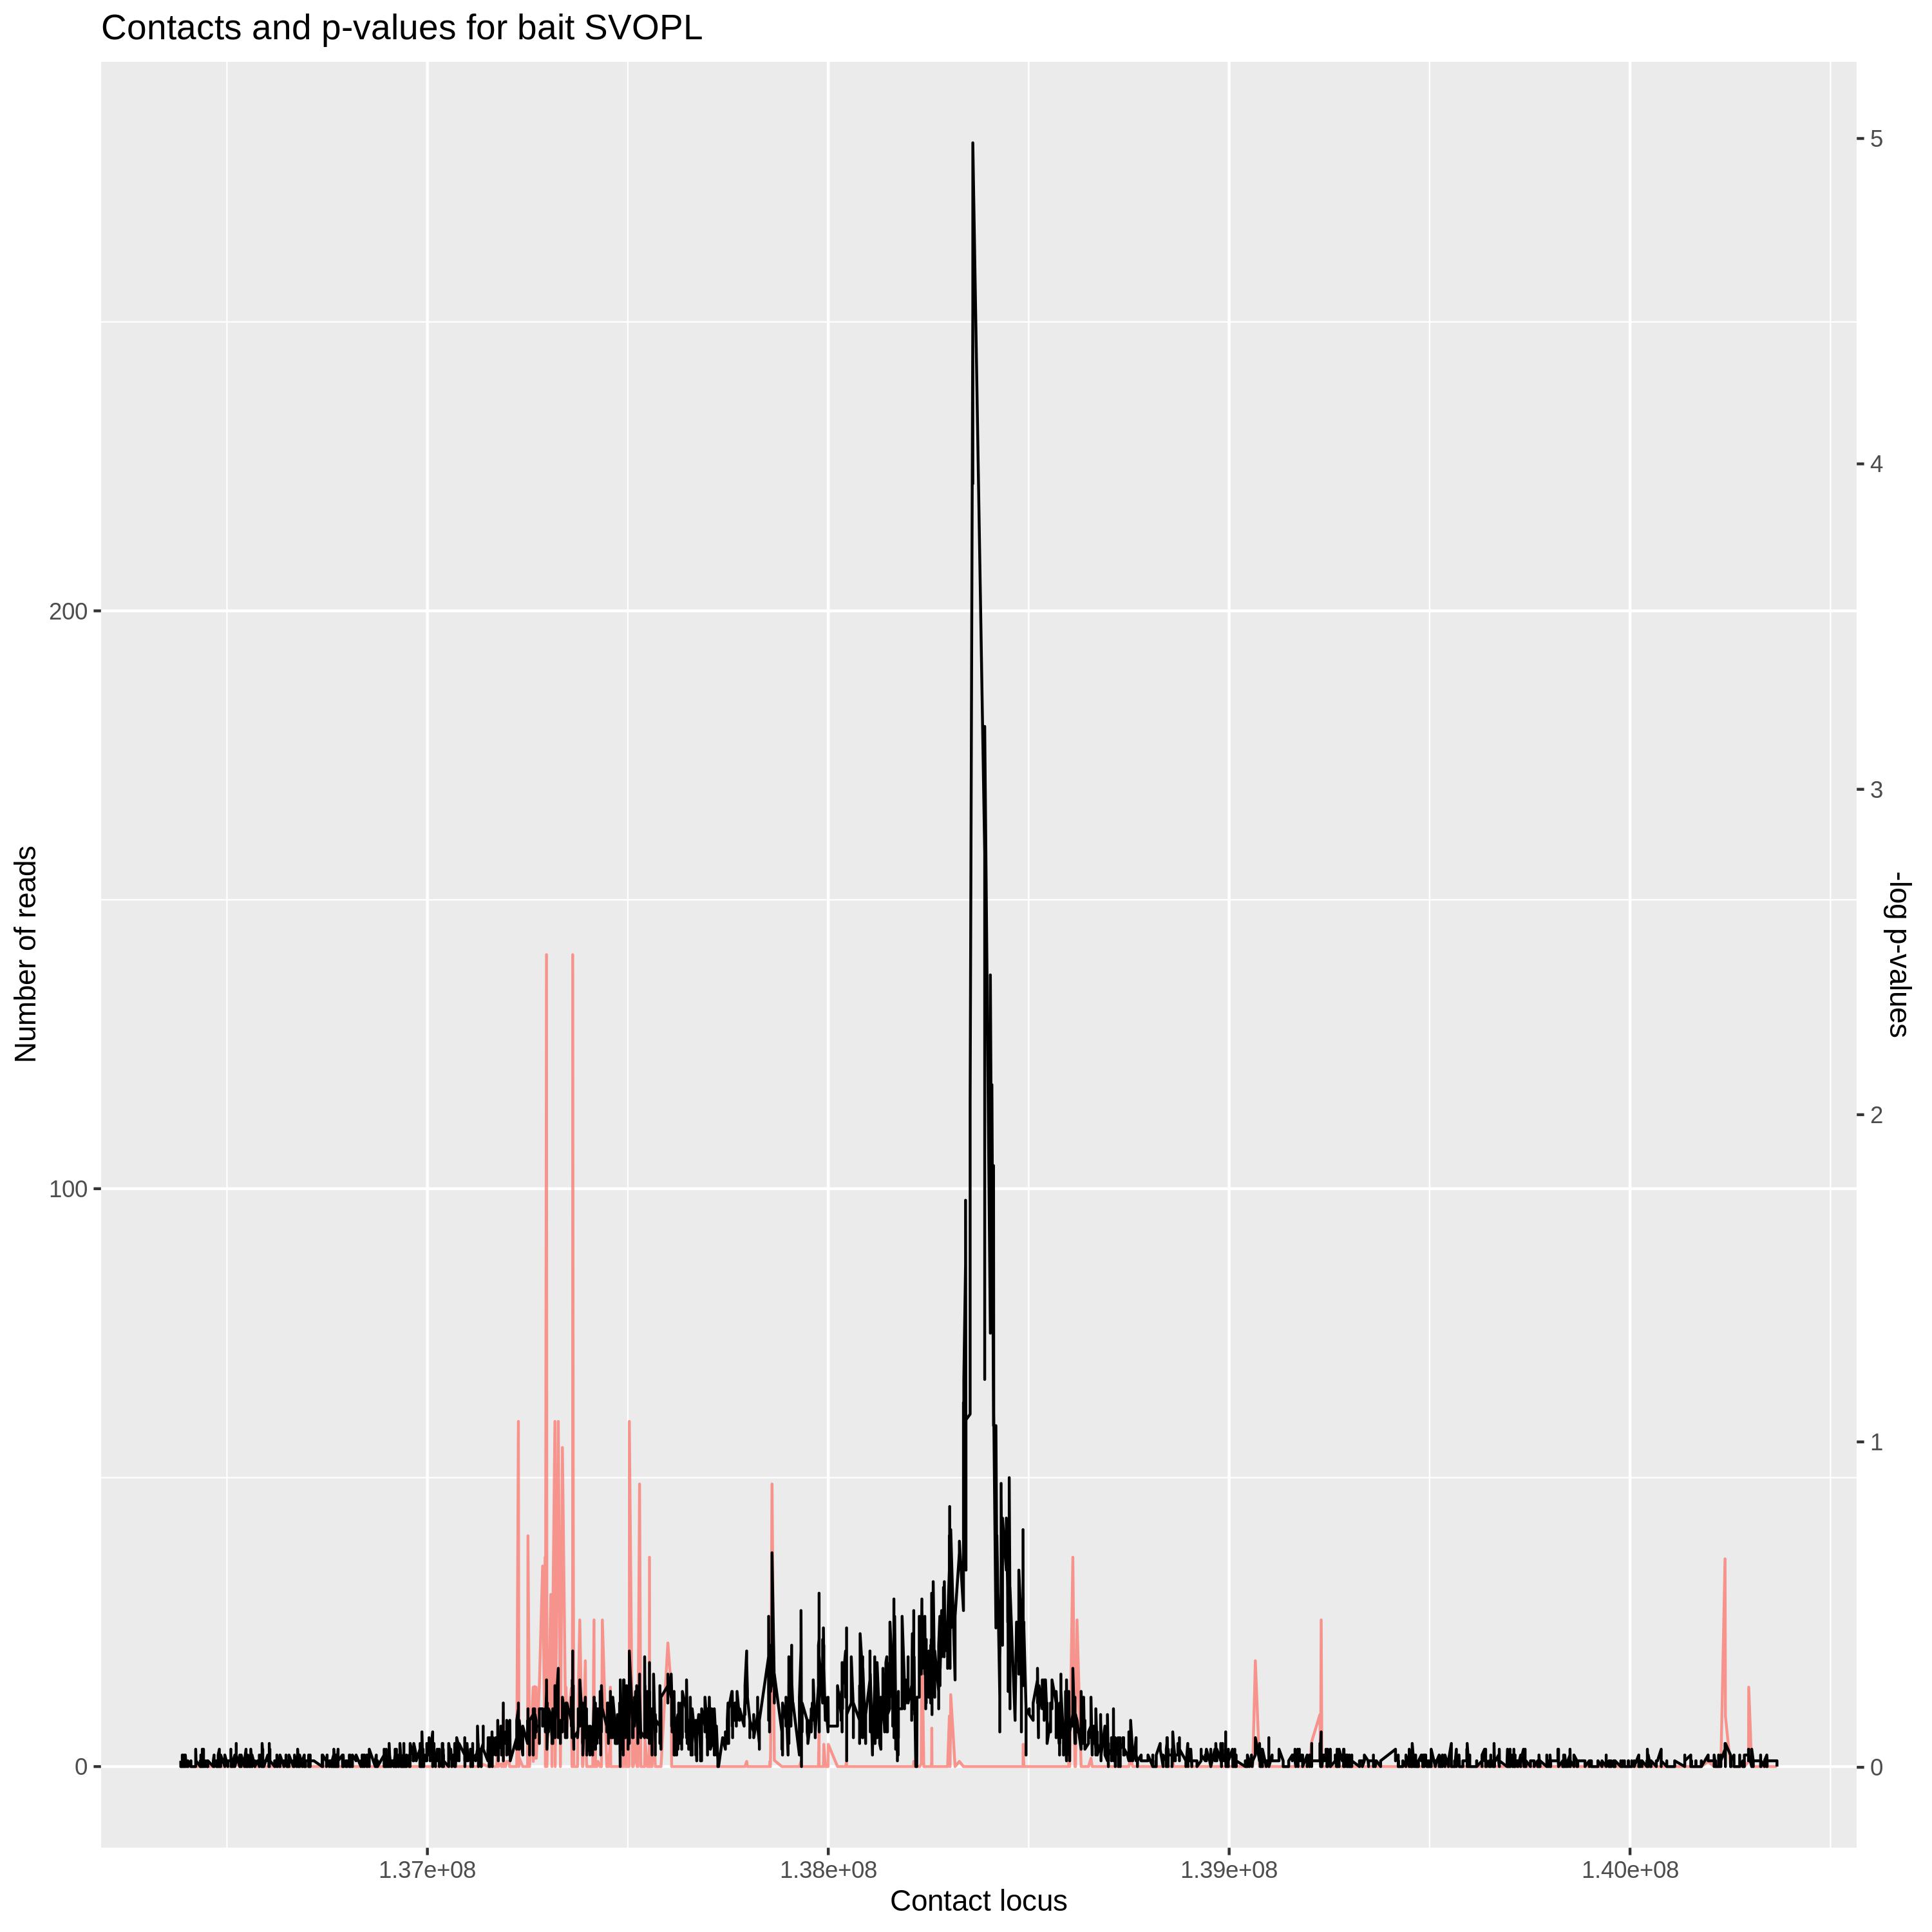 Contacts and p-values for bait SVOPL
Number of reads
200
100
0
5
4
3
2
1
0
-log p-values
1.37e+08 1.38e+08 1.39e+08 1.40e+08
Contact locus